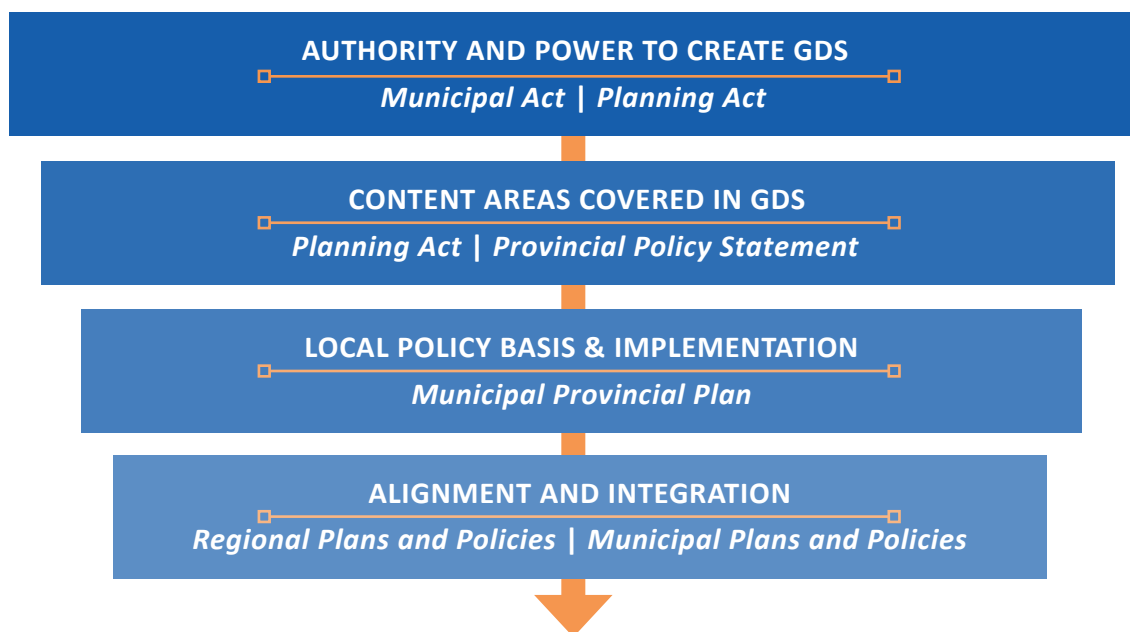 AUTHORITY AND POWER TO CREATE GDS
Municipal Act | Planning Act
CONTENT AREAS COVERED IN GDS
Planning Act | Provincial Policy Statement
LOCAL POLICY BASIS & IMPLEMENTATION
Municipal Provincial Plan
ALIGNMENT AND INTEGRATION
Regional Plans and Policies | Municipal Plans and Policies